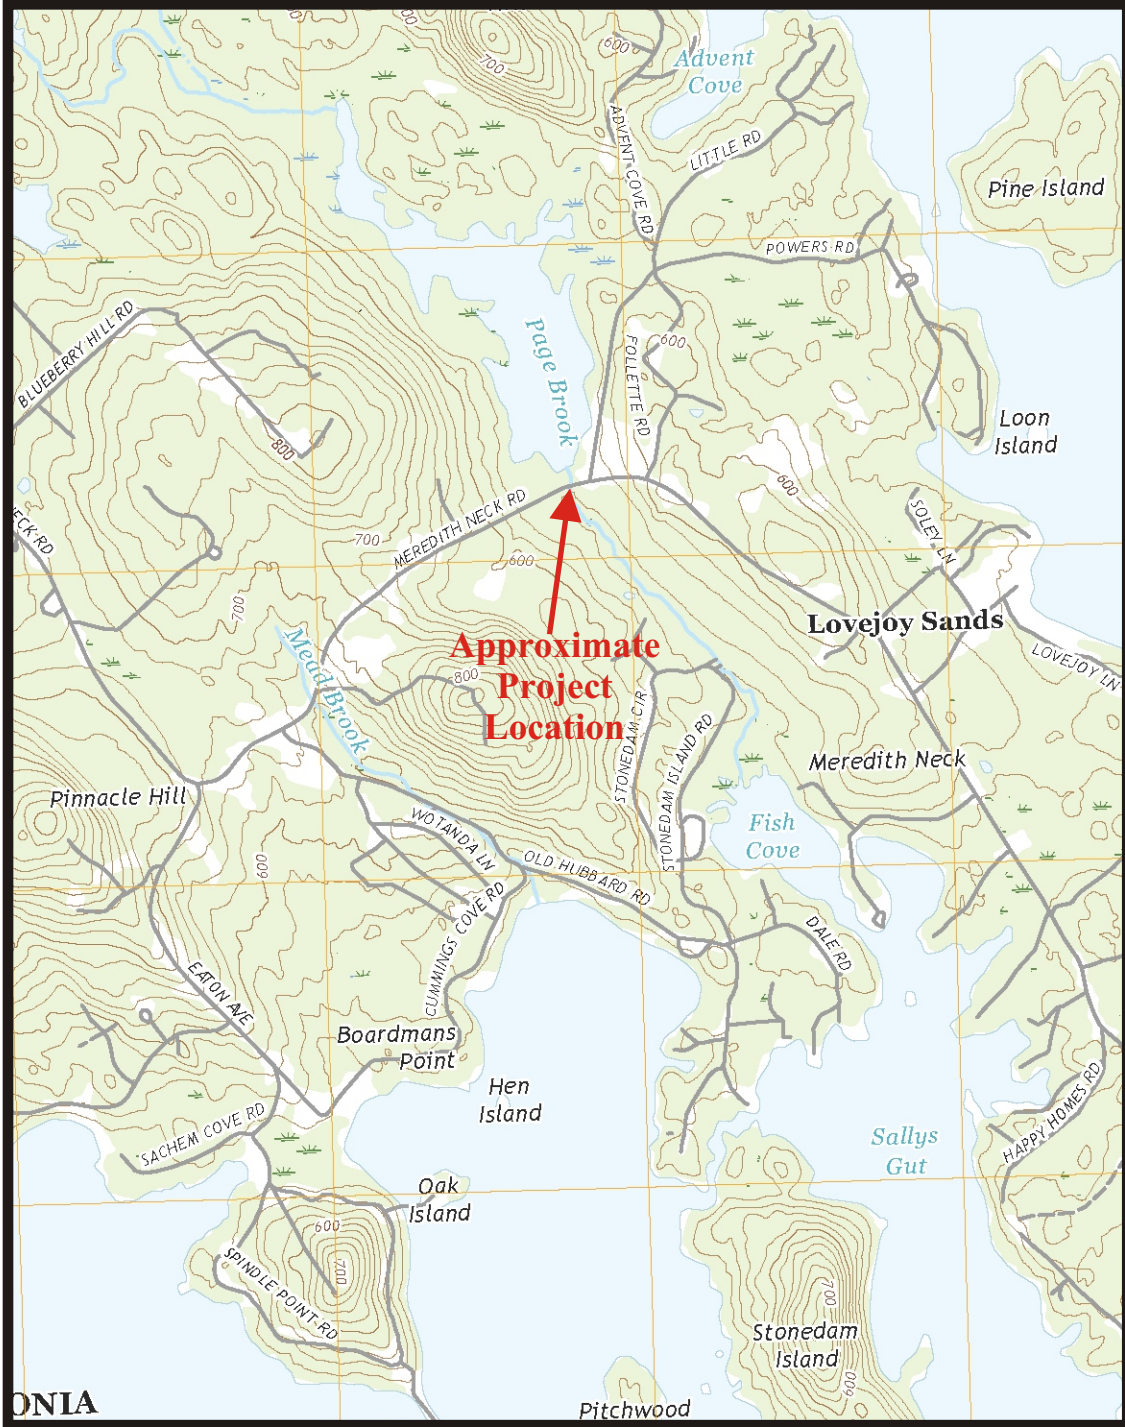 600
700
Advent
Cove
ADVENT COVE RD
LITTLE RD
Pine Island
POWERS RD
BLUEBERRY HILL RD
Page Brook
FOLLETTE RD
600
Loon
Island
800
600
NECK RD
MEREDITH NECK RD
700
600
SOLEY LN
700
Mead Brook
Approximate
Project
Location
800
Lovejoy Sands
LOVEJOY LN
STONEDAM CIR
STONEDAM ISLAND RD
Meredith Neck
Pinnacle Hill
WOTANDA LN
Fish
Cove
600
OLD HUBBARD RD
CUMMINGS COVE RD
DALE RD
EATON AVE
Boardmans
Point
Hen
Island
HAPPY HOMES RD
SACHEM COVE RD
Sallys
Gut
Oak
Island
600
700
SPINDLE POINT RD
700
Stonedam
Island
600
ONIA
Pitchwood